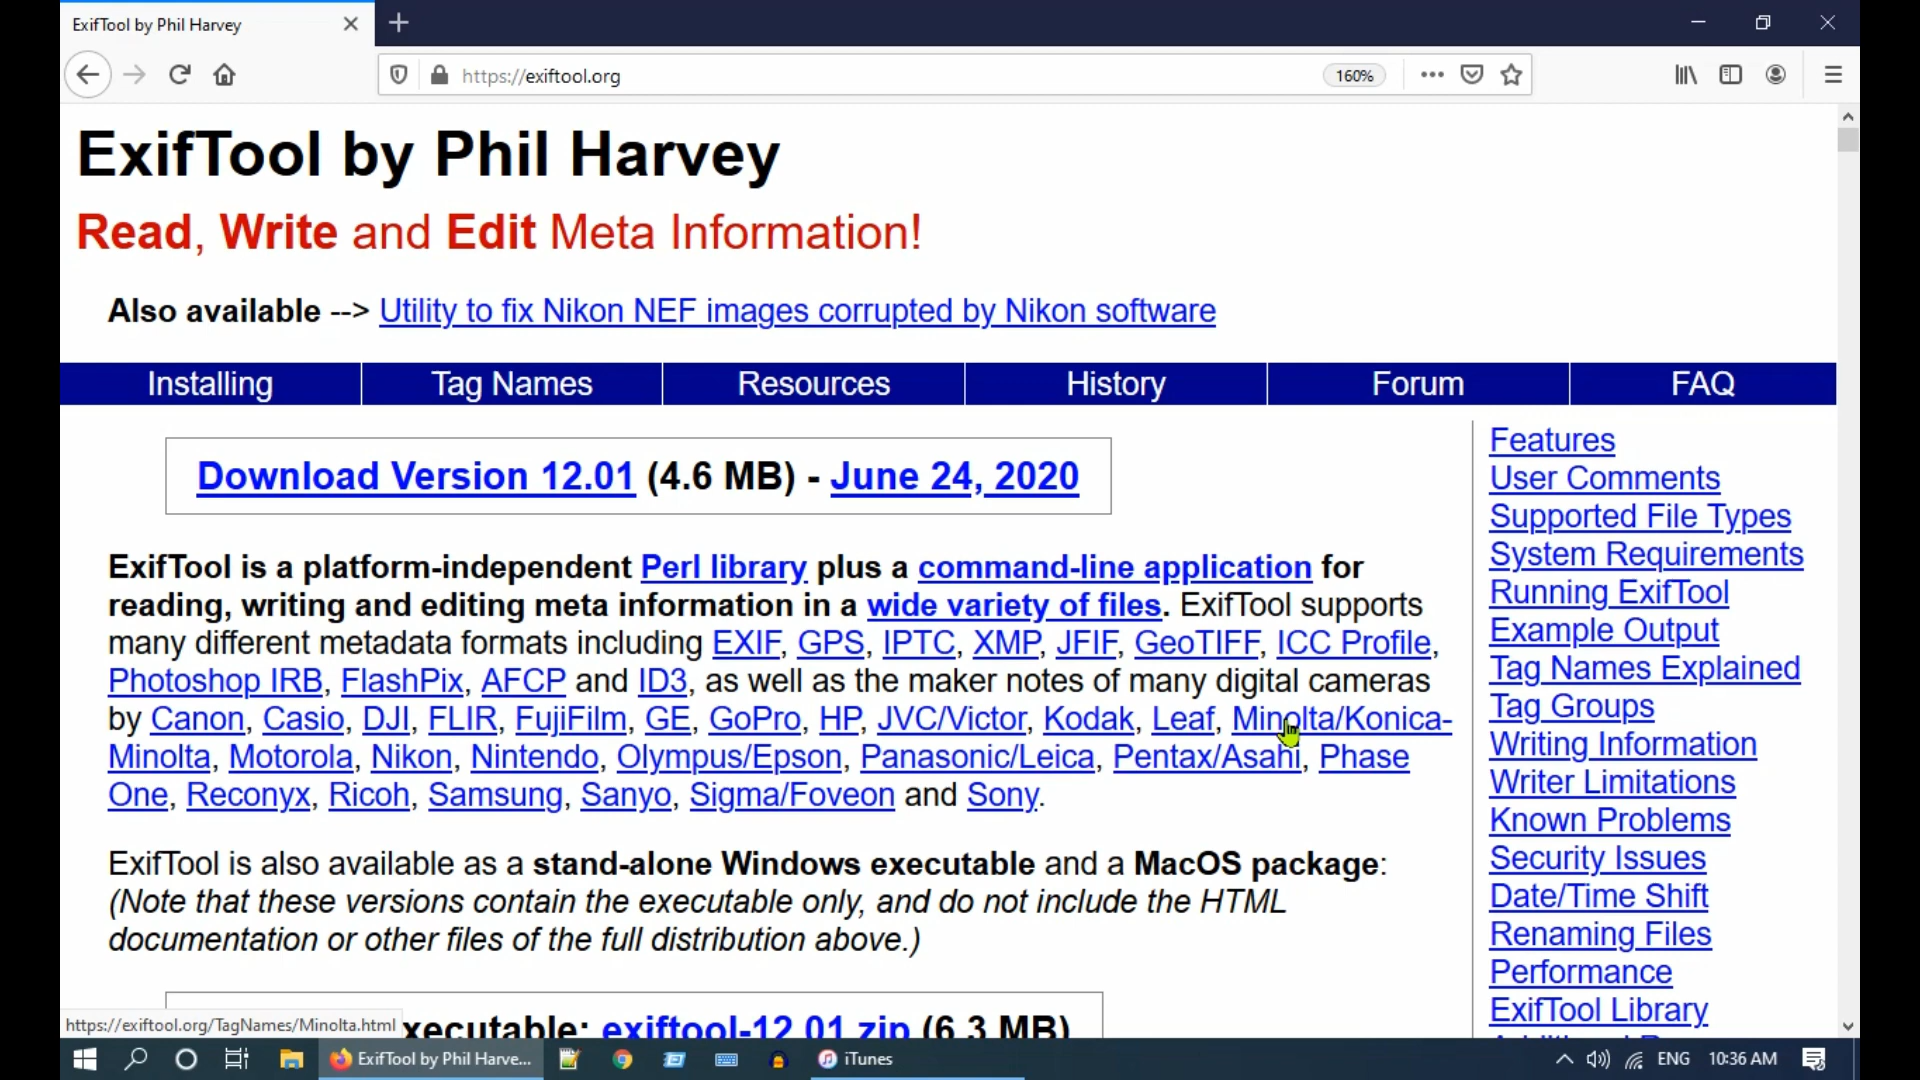 ExifTool by Phil Harvey
https://exiftool.org
160%
ExifTool by Phil Harvey
Read, Write and Edit Meta Information!
Also available --> Utility to fix Nikon NEF images corrupted by Nikon software
Installing Tag Names Resources History Forum FAQ
Download Version 12.01 (4.6 MB) - June 24, 2020
ExifTool is a platform-independent Perl library plus a command-line application for
reading, writing and editing meta information in a wide variety of files. ExifTool supports
many different metadata formats including EXIF, GPS, IPTC, XMP, JFIF, GeoTIFF, ICC Profile,
Photoshop IRB, FlashPix, AFCP and ID3, as well as the maker notes of many digital cameras
by Canon, Casio, DJI, FLIR, FujiFilm, GE, GoPro, HP, JVC/Victor, Kodak, Leaf, Minolta/Konica-
Minolta, Motorola, Nikon, Nintendo, Olympus/Epson, Panasonic/Leica, Pentax/Asahi, Phase
One, Reconyx, Ricoh, Samsung, Sanyo, Sigma/Foveon and Sony.
ExifTool is also available as a stand-alone Windows executable and a MacOS package:
(Note that these versions contain the executable only, and do not include the HTML
documentation or other files of the full distribution above.)
xecutable: exiftool-12.01.zip (6.3 MB)
Features
User Comments
Supported File Types
System Requirements
Running ExifTool
Example Output
Tag Names Explained
Tag Groups
Writing Information
Writer Limitations
Known Problems
Security Issues
Date/Time Shift
Renaming Files
Performance
ExifTool Library
https://exiftool.org/TagNames/Minolta.html
ExifTool by Phil Harve...
iTunes
ENG
10:36 AM